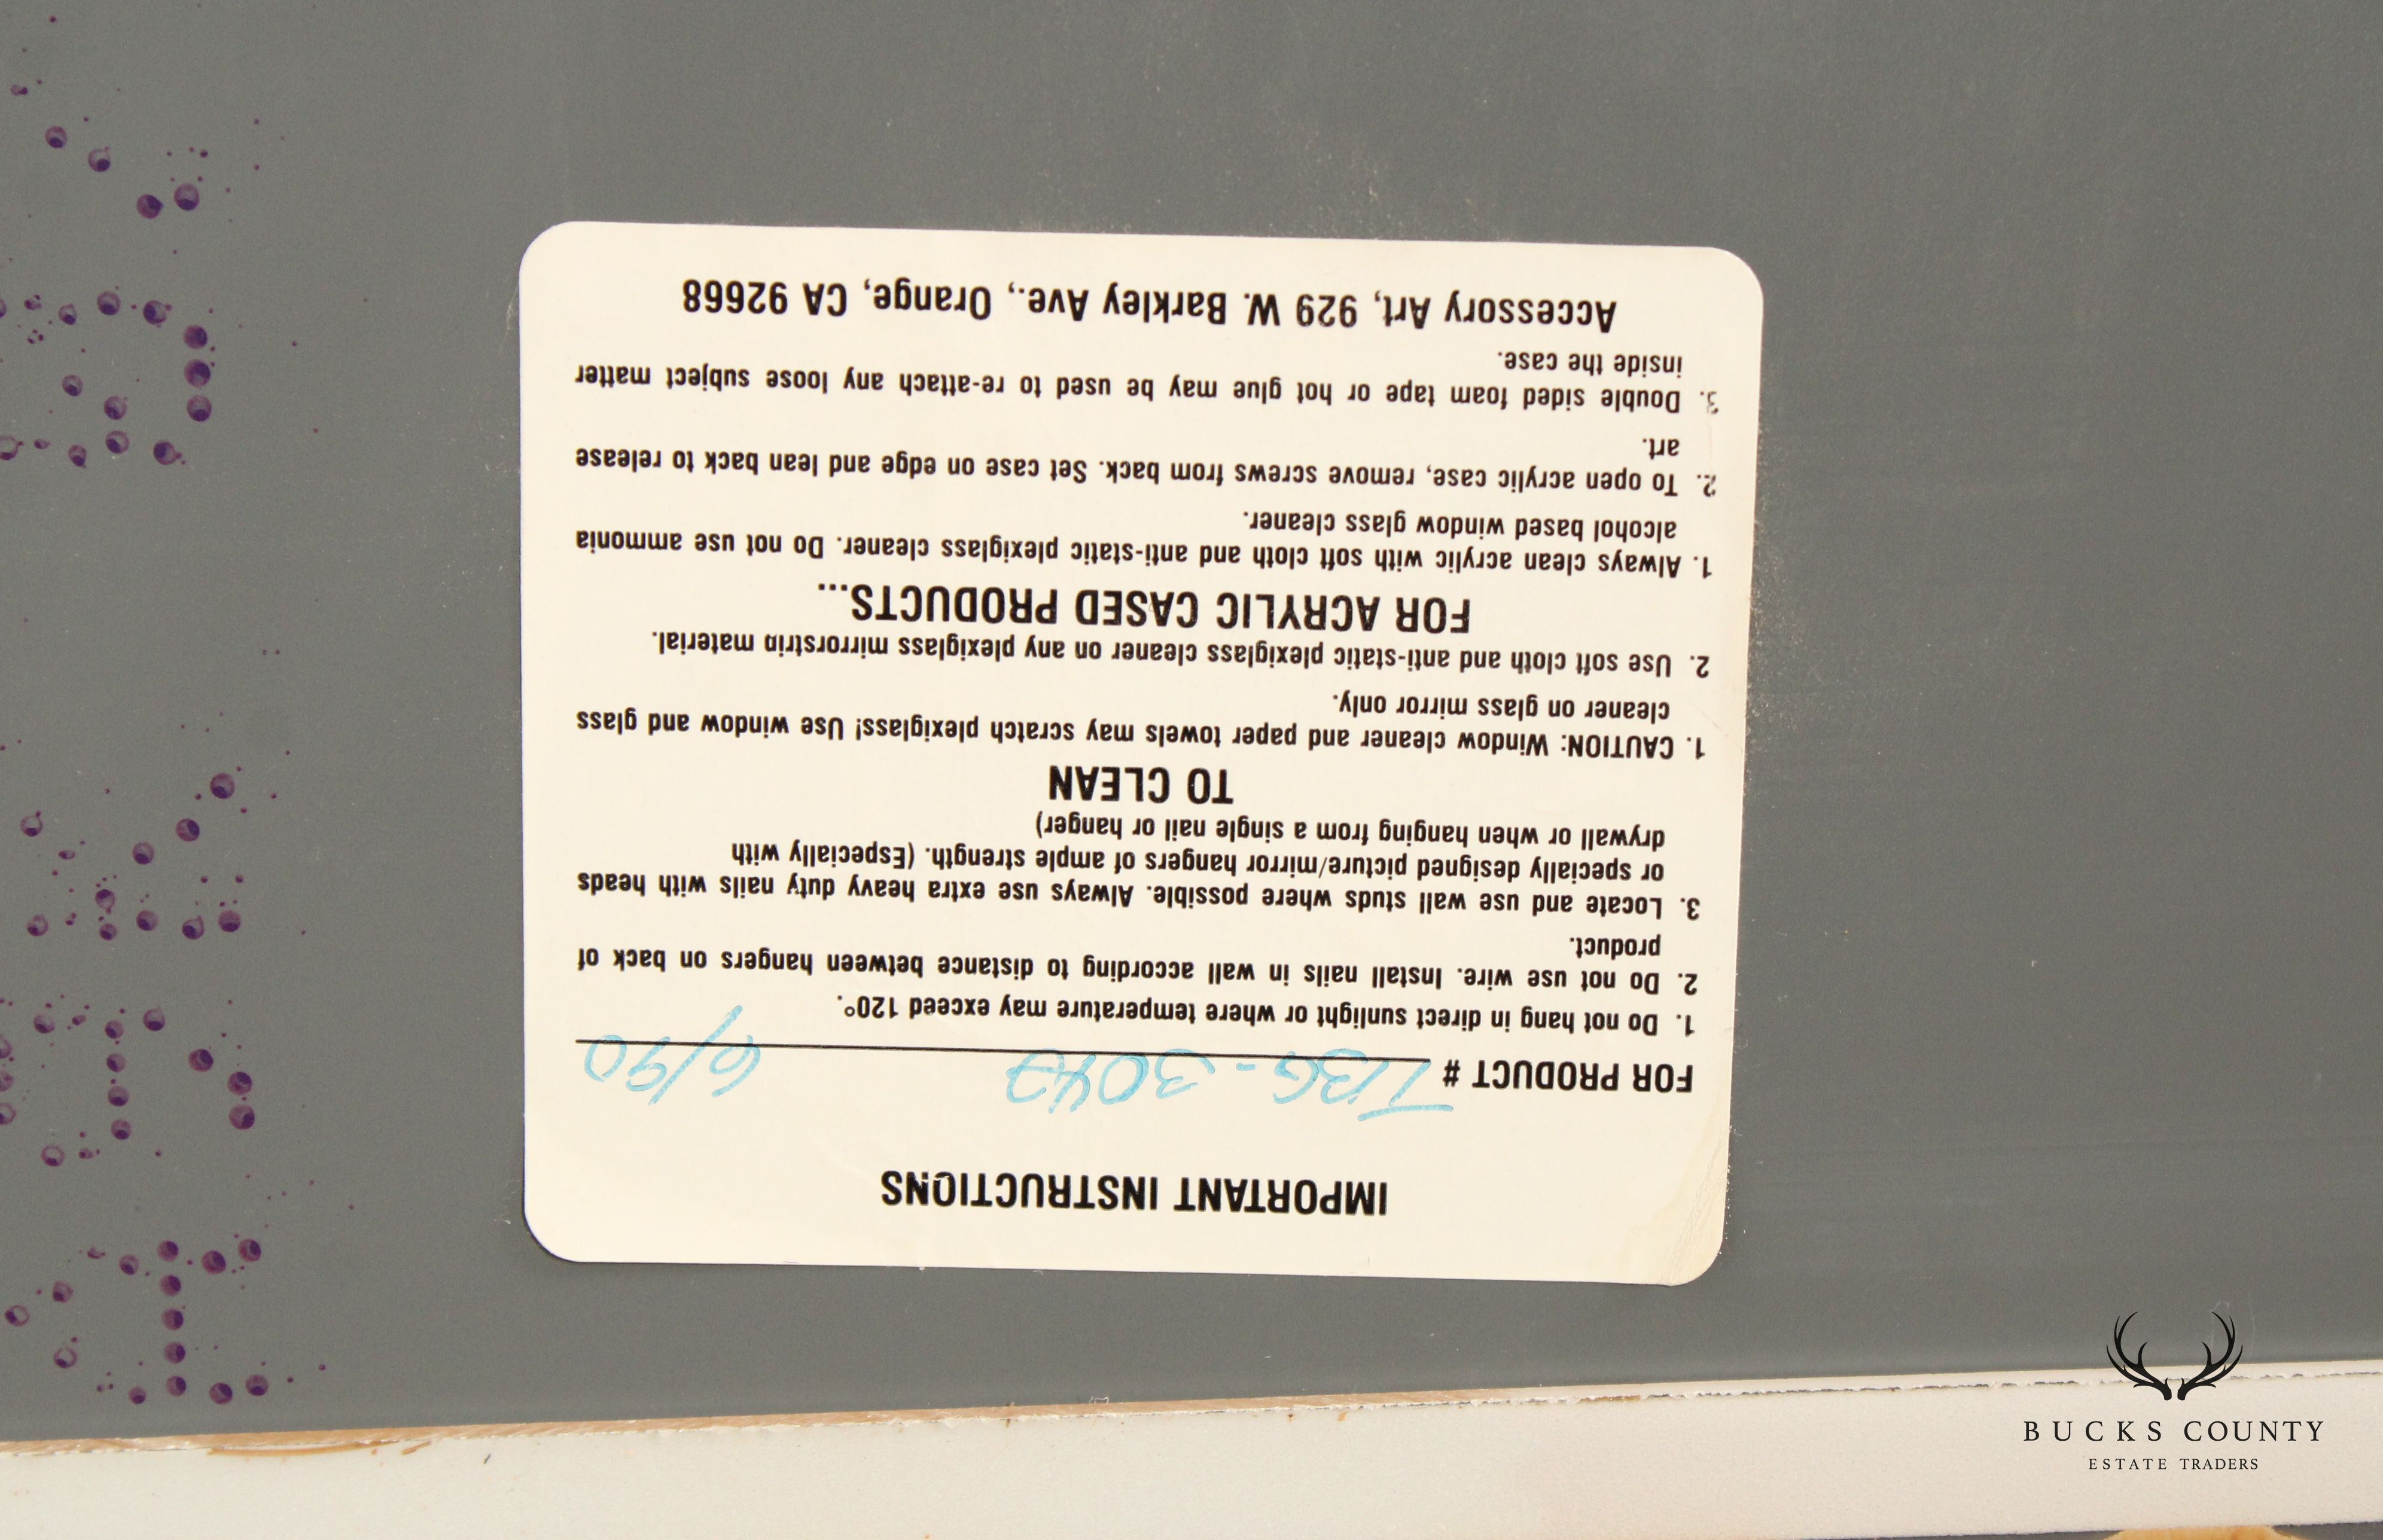 IMPORTANT INSTRUCTIONS
FOR PRODUCT # 6/90
1. Do not hang in direct sunlight or where temperature may exceed 120°.
2. Do not use wire. Install nails in wall according to distance between hangers on back of
product.
3. Locate and use wall studs where possible. Always use extra heavy duty nails with heads
or specially designed picture/mirror hangers of ample strength. (Especially with
drywall or when hanging from a single nail or hanger)
TO CLEAN
1. CAUTION: Window cleaner and paper towels may scratch plexiglass! Use window and glass
cleaner on glass mirror only.
2. Use soft cloth and anti-static plexiglass cleaner on any plexiglass mirrorstrip material.
FOR ACRYLIC CASED PRODUCTS...
1. Always clean acrylic with soft cloth and anti-static plexiglass cleaner. Do not use ammonia
alcohol based window glass cleaner.
2. To open acrylic case, remove screws from back. Set case on edge and lean back to release
art.
3. Double sided foam tape or hot glue may be used to re-attach any loose subject matter
inside the case.
Accessory Art, 929 W. Barkley Ave., Orange, CA 92668
BUCKS COUNTY
ESTATE TRADERS